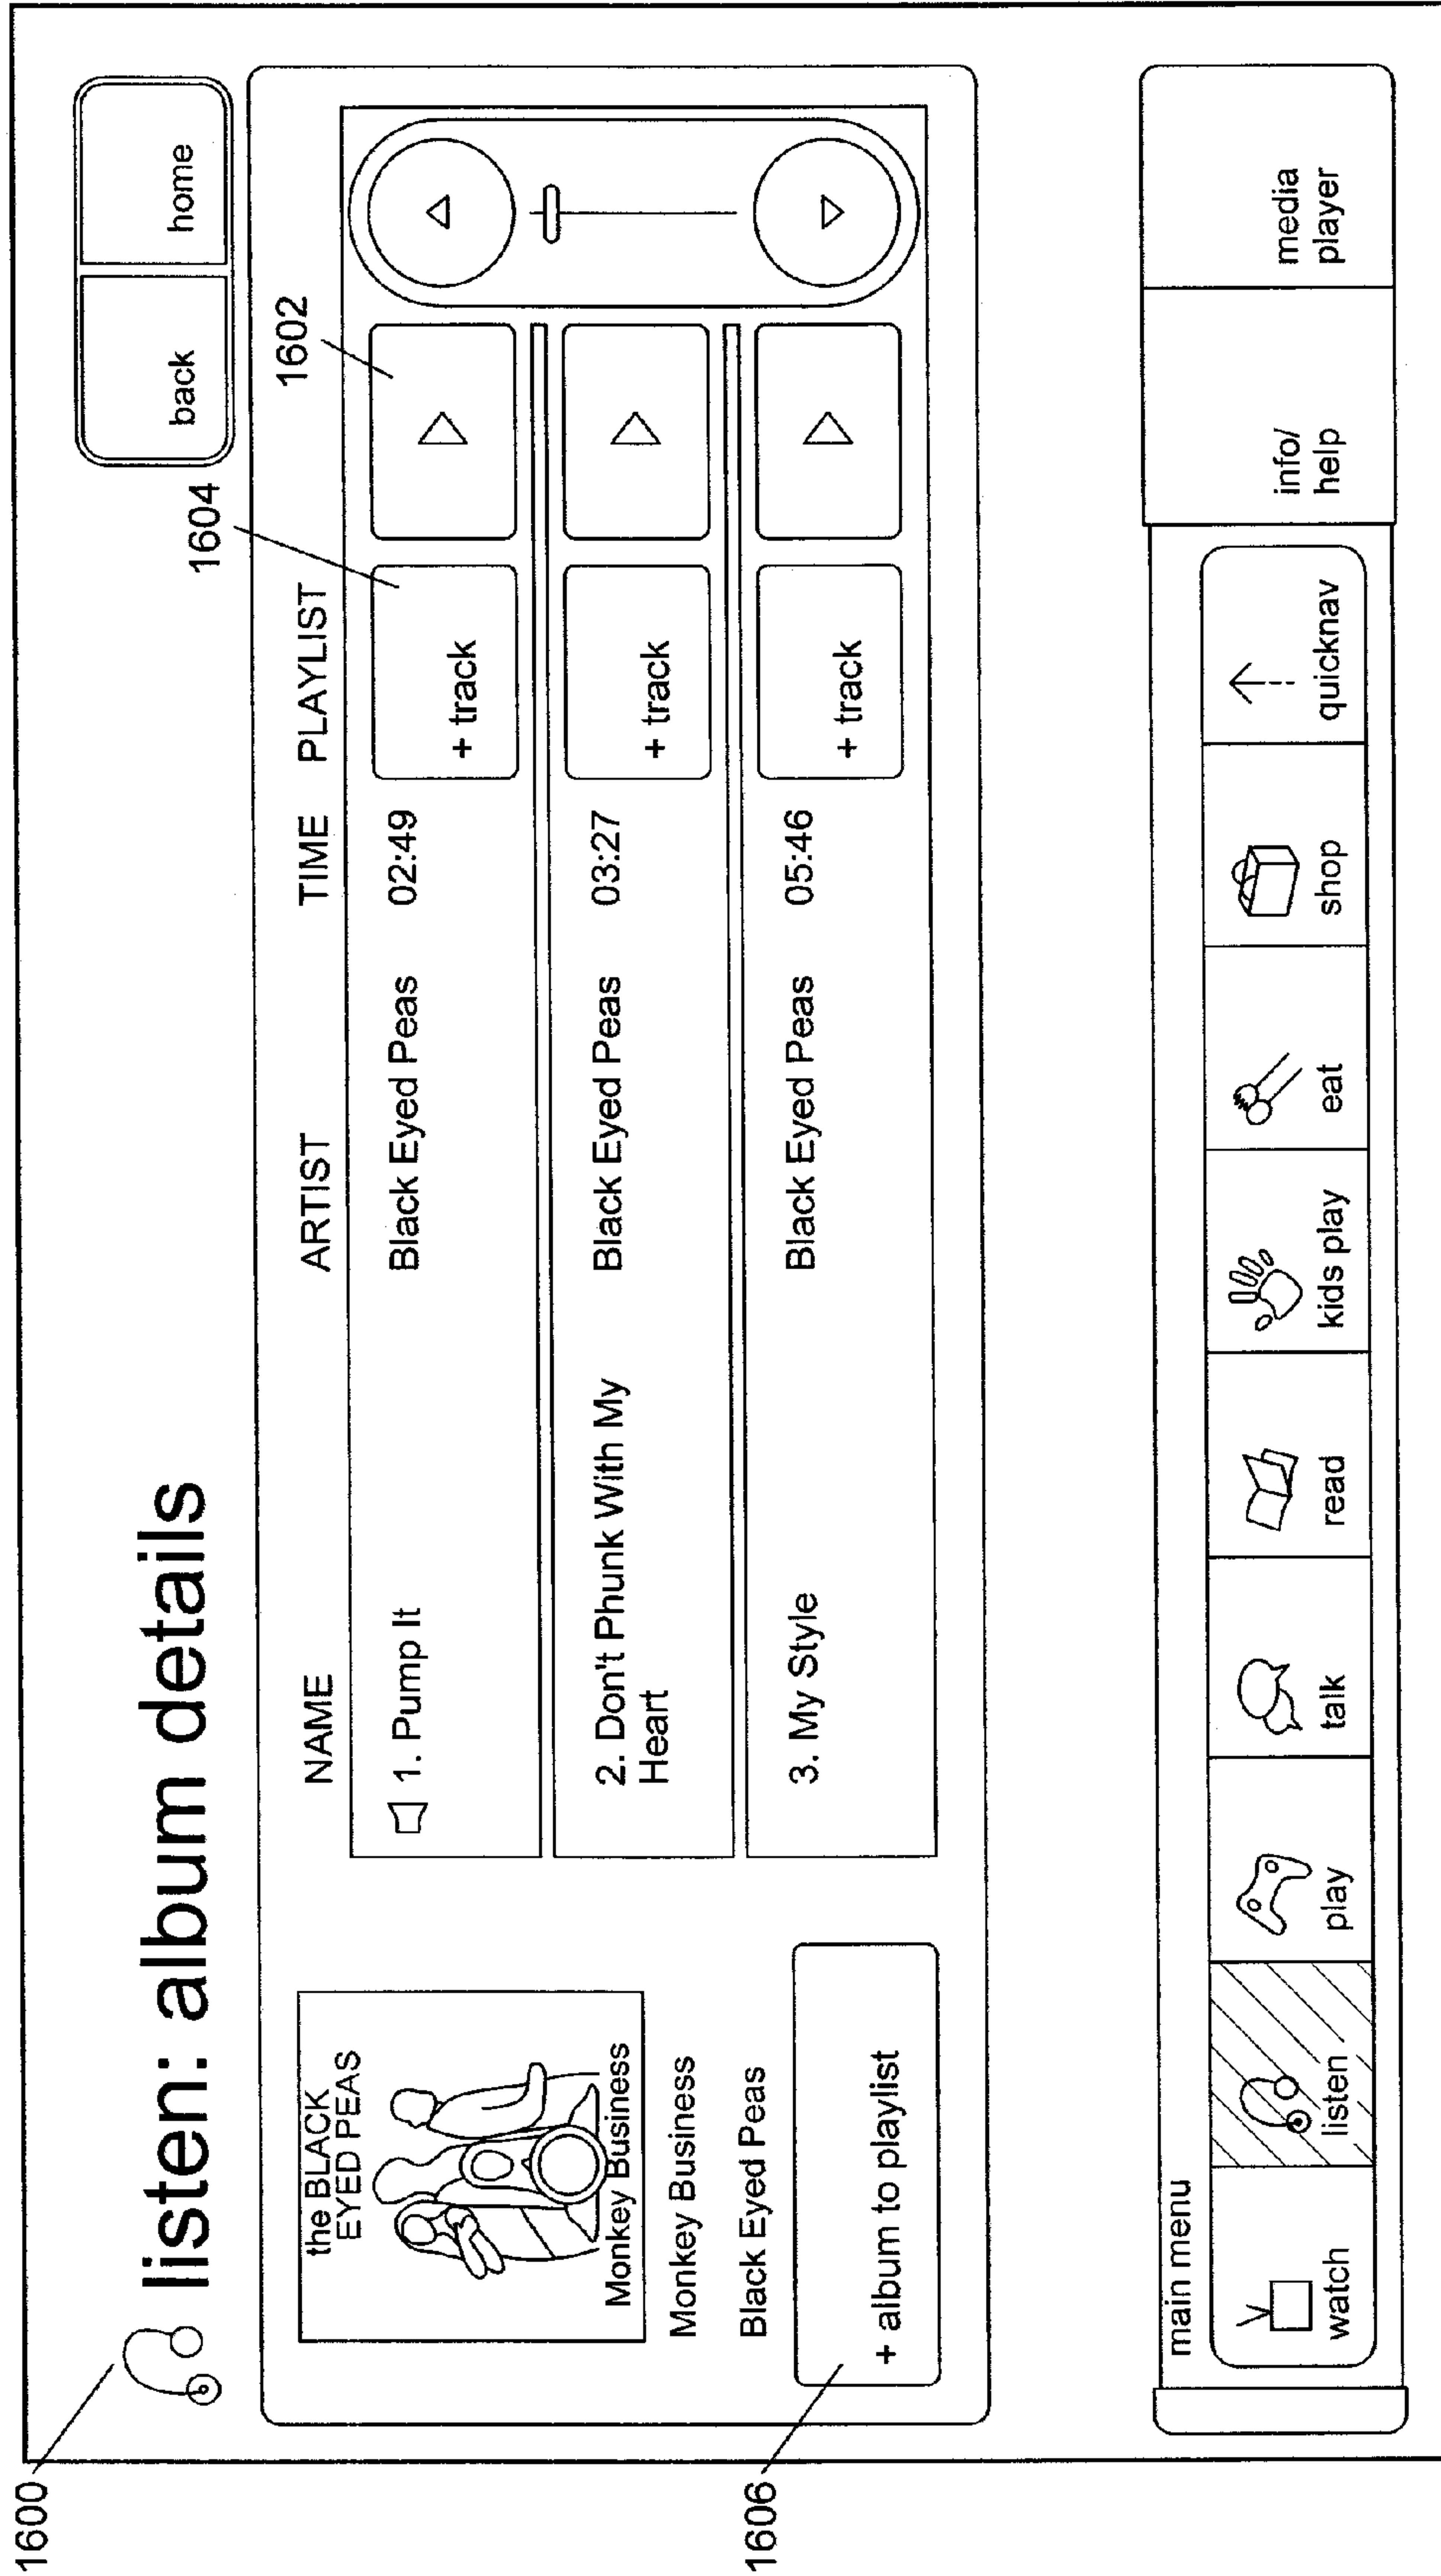 1600
listen: album details
back
home
1604
1602
NAME
ARTIST
TIME
PLAYLIST
the BLACK
EYED PEAS
Monkey Business
Monkey Business
Black Eyed Peas
+ album to playlist
1606
1. Pump It
Black Eyed Peas
02:49
+ track
2. Don't Phunk With My
Heart
Black Eyed Peas
03:27
+ track
3. My Style
Black Eyed Peas
05:46
+ track
main menu
watch
listen
play
talk
read
kids play
eat
shop
quicknav
info/
help
media
player